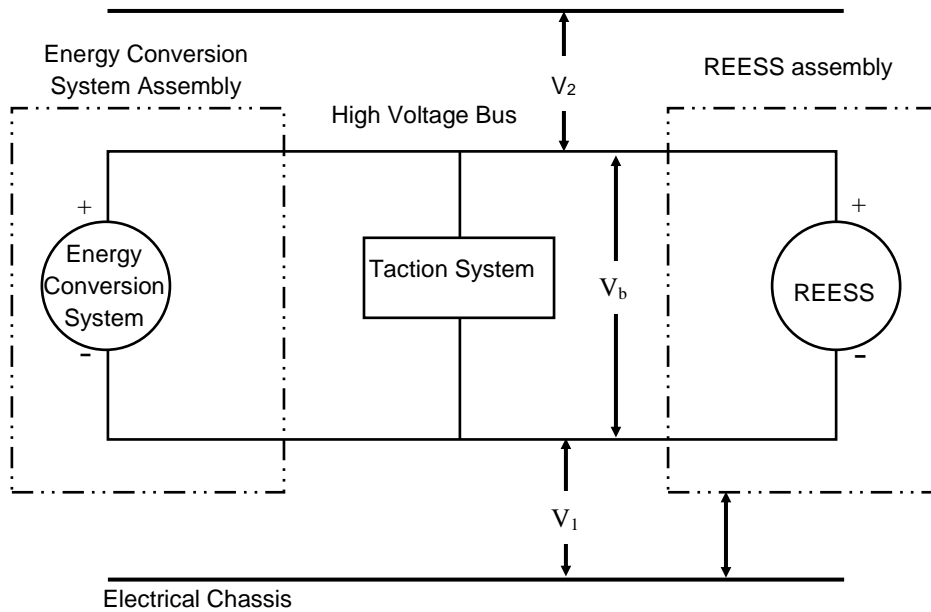 Energy Conversion
System Assembly
V2
REESS assembly
High Voltage Bus
+
Energy
Conversion
System
-
Taction System
Vb
+
REESS
-
V1
Electrical Chassis